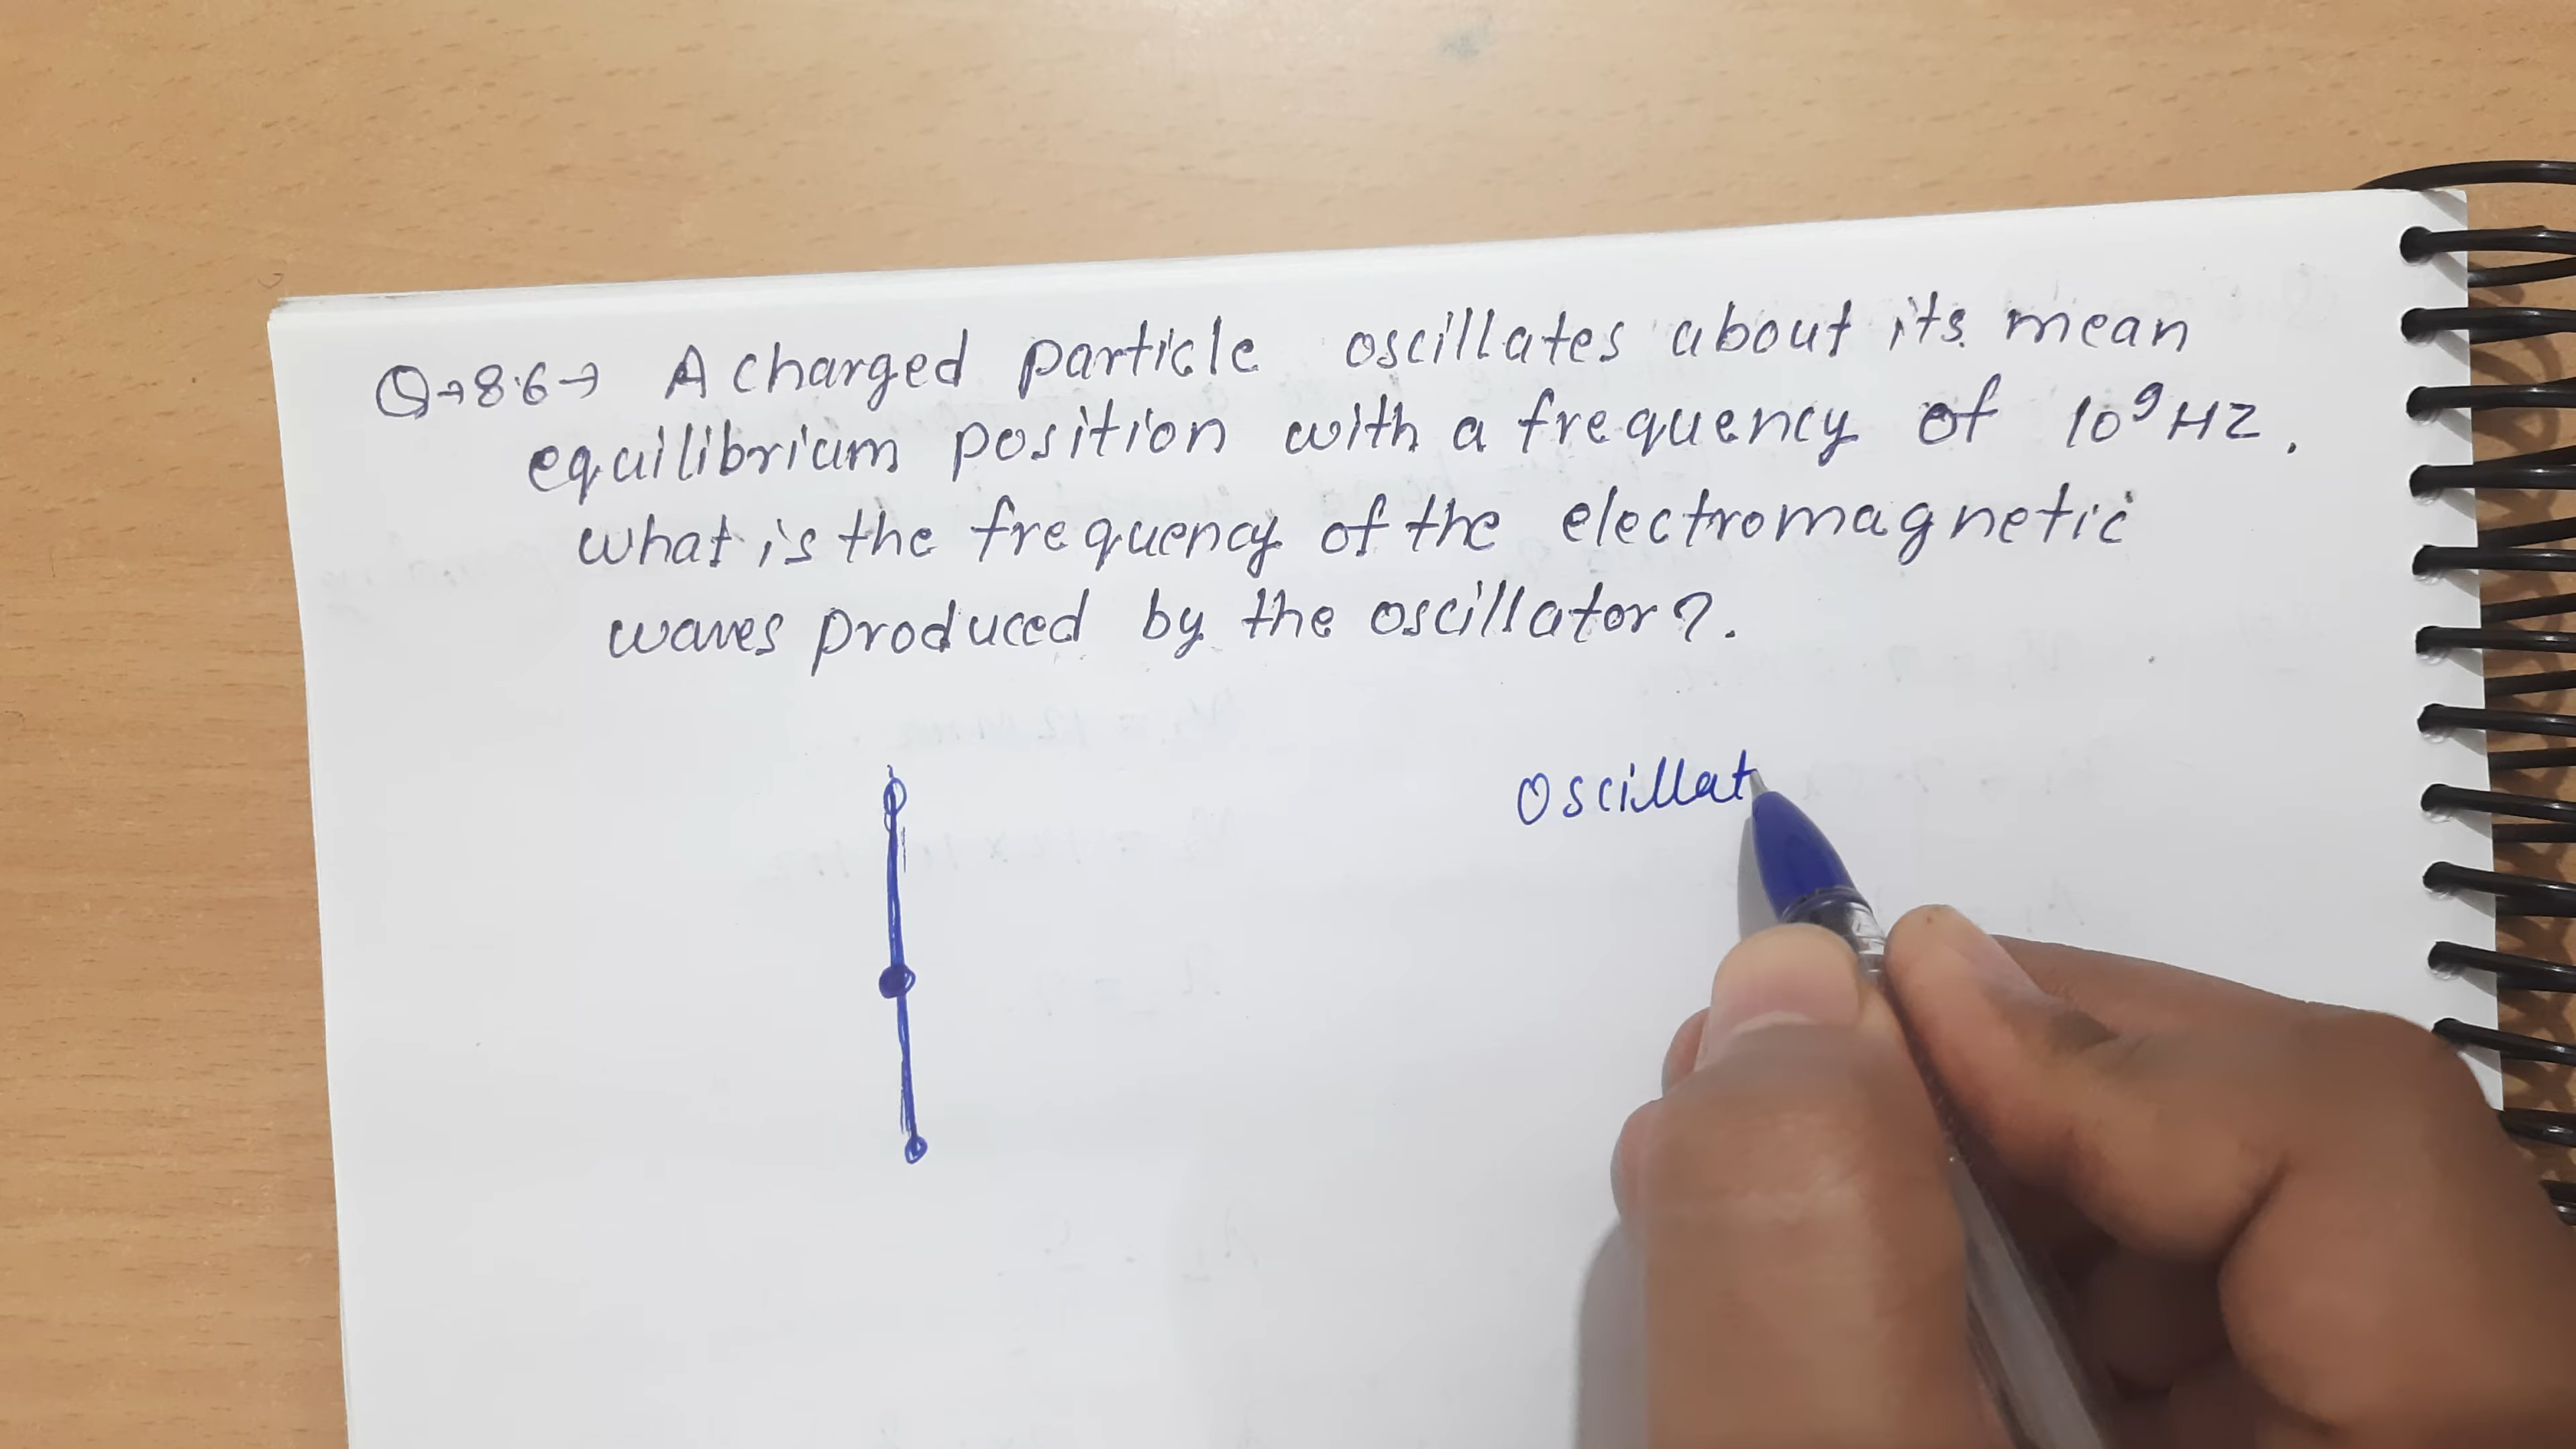 Q→8.6→ A charged particle oscillates about its mean
equilibrium position with a frequency of 10⁹ HZ.
what is the frequency of the electromagnetic
waves produced by the oscillator?.
Oscillat